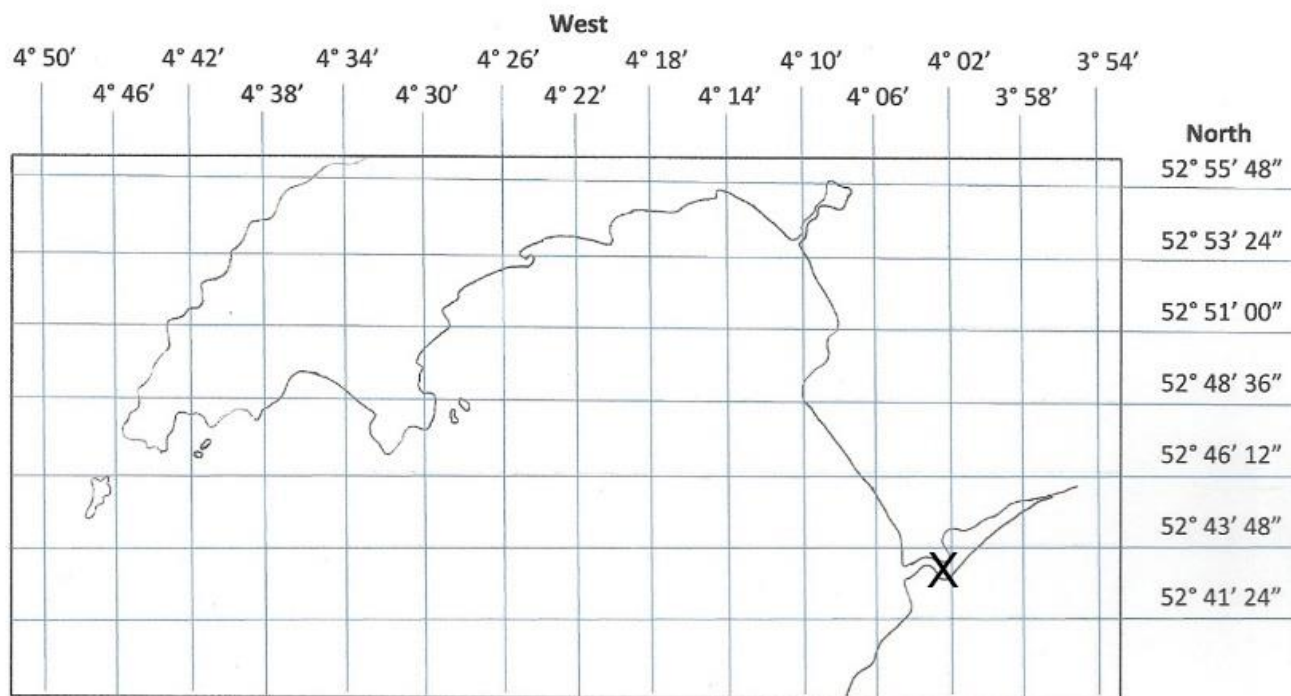 West
4° 50’ 4° 42’ 4° 34’ 4° 26’ 4° 18’ 4° 10’ 4° 02’ 3° 54’
4° 46’ 4° 38’ 4° 30’ 4° 22’ 4° 14’ 4° 06’ 3° 58’
North
52° 55’ 48”
52° 53’ 24”
52° 51’ 00”
52° 48’ 36”
52° 46’ 12”
52° 43’ 48”
X
52° 41’ 24”